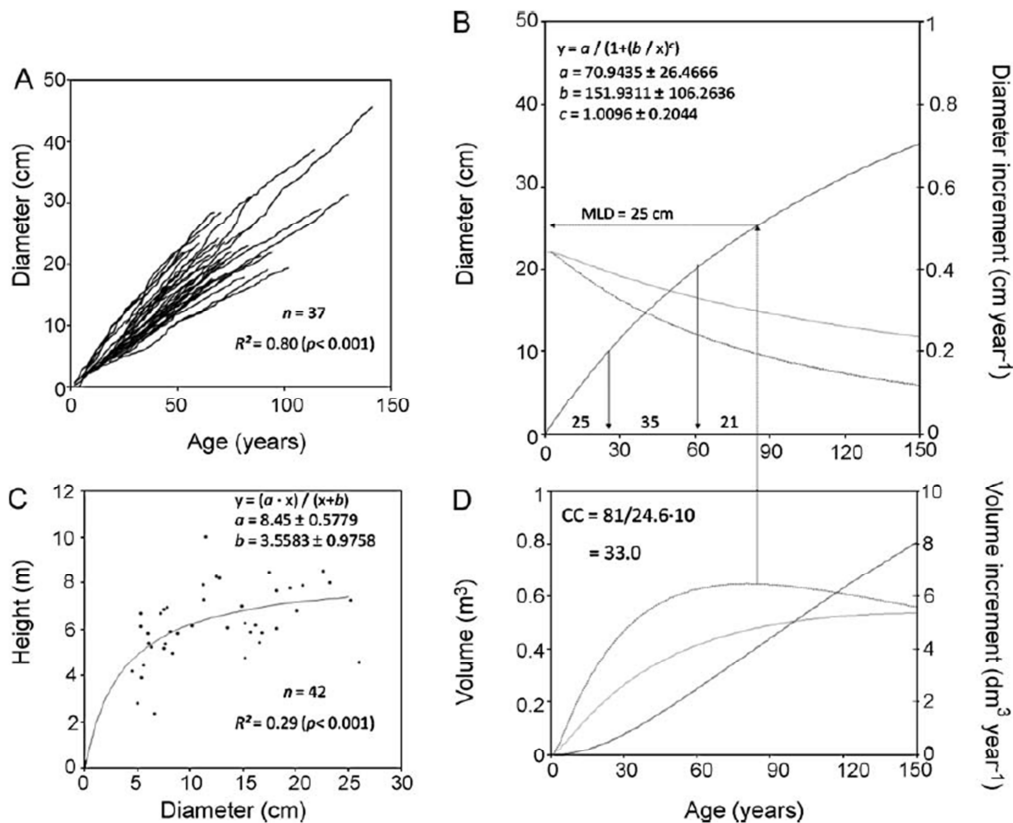 A
50
40
30
20
10
0
Diameter (cm)
n = 37
R² = 0.80 (p< 0.001)
0 50 100 150
Age (years)
B
50
40
30
20
10
0
Diameter (cm)
y = a / (1+(b / x)ᶜ)
a = 70.9435 ± 26.4666
b = 151.9311 ± 106.2636
c = 1.0096 ± 0.2044
MLD = 25 cm
25 35 21
0 30 60 90 120 150
1
0.8
0.6
0.4
0.2
0
Diameter increment (cm year⁻¹)
C
12
10
8
6
4
2
0
Height (m)
y = (a · x) / (x+b)
a = 8.45 ± 0.5779
b = 3.5583 ± 0.9758
n = 42
R² = 0.29 (p< 0.001)
0 5 10 15 20 25 30
Diameter (cm)
D
1
0.8
0.6
0.4
0.2
0
Volume (m³)
CC = 81/24.6·10
= 33.0
0 30 60 90 120 150
Age (years)
10
8
6
4
2
0
Volume increment (dm³ year⁻¹)